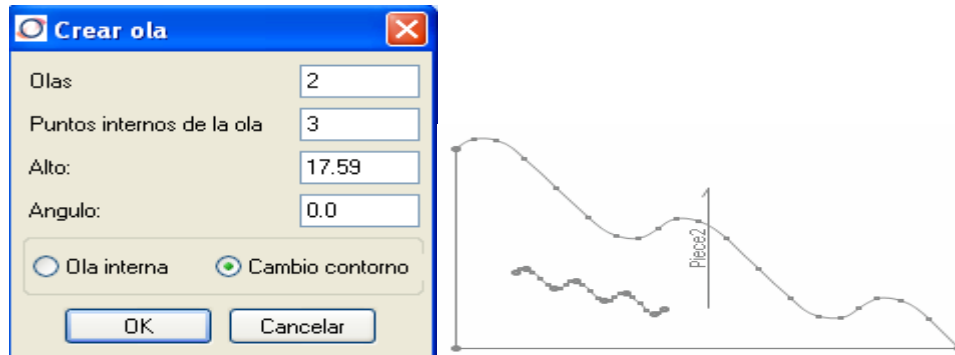 Crear ola
Olas 2
Puntos internos de la ola 3
Alto: 17.59
Angulo: 0.0
Ola interna Cambio contorno
OK Cancelar
Piece2